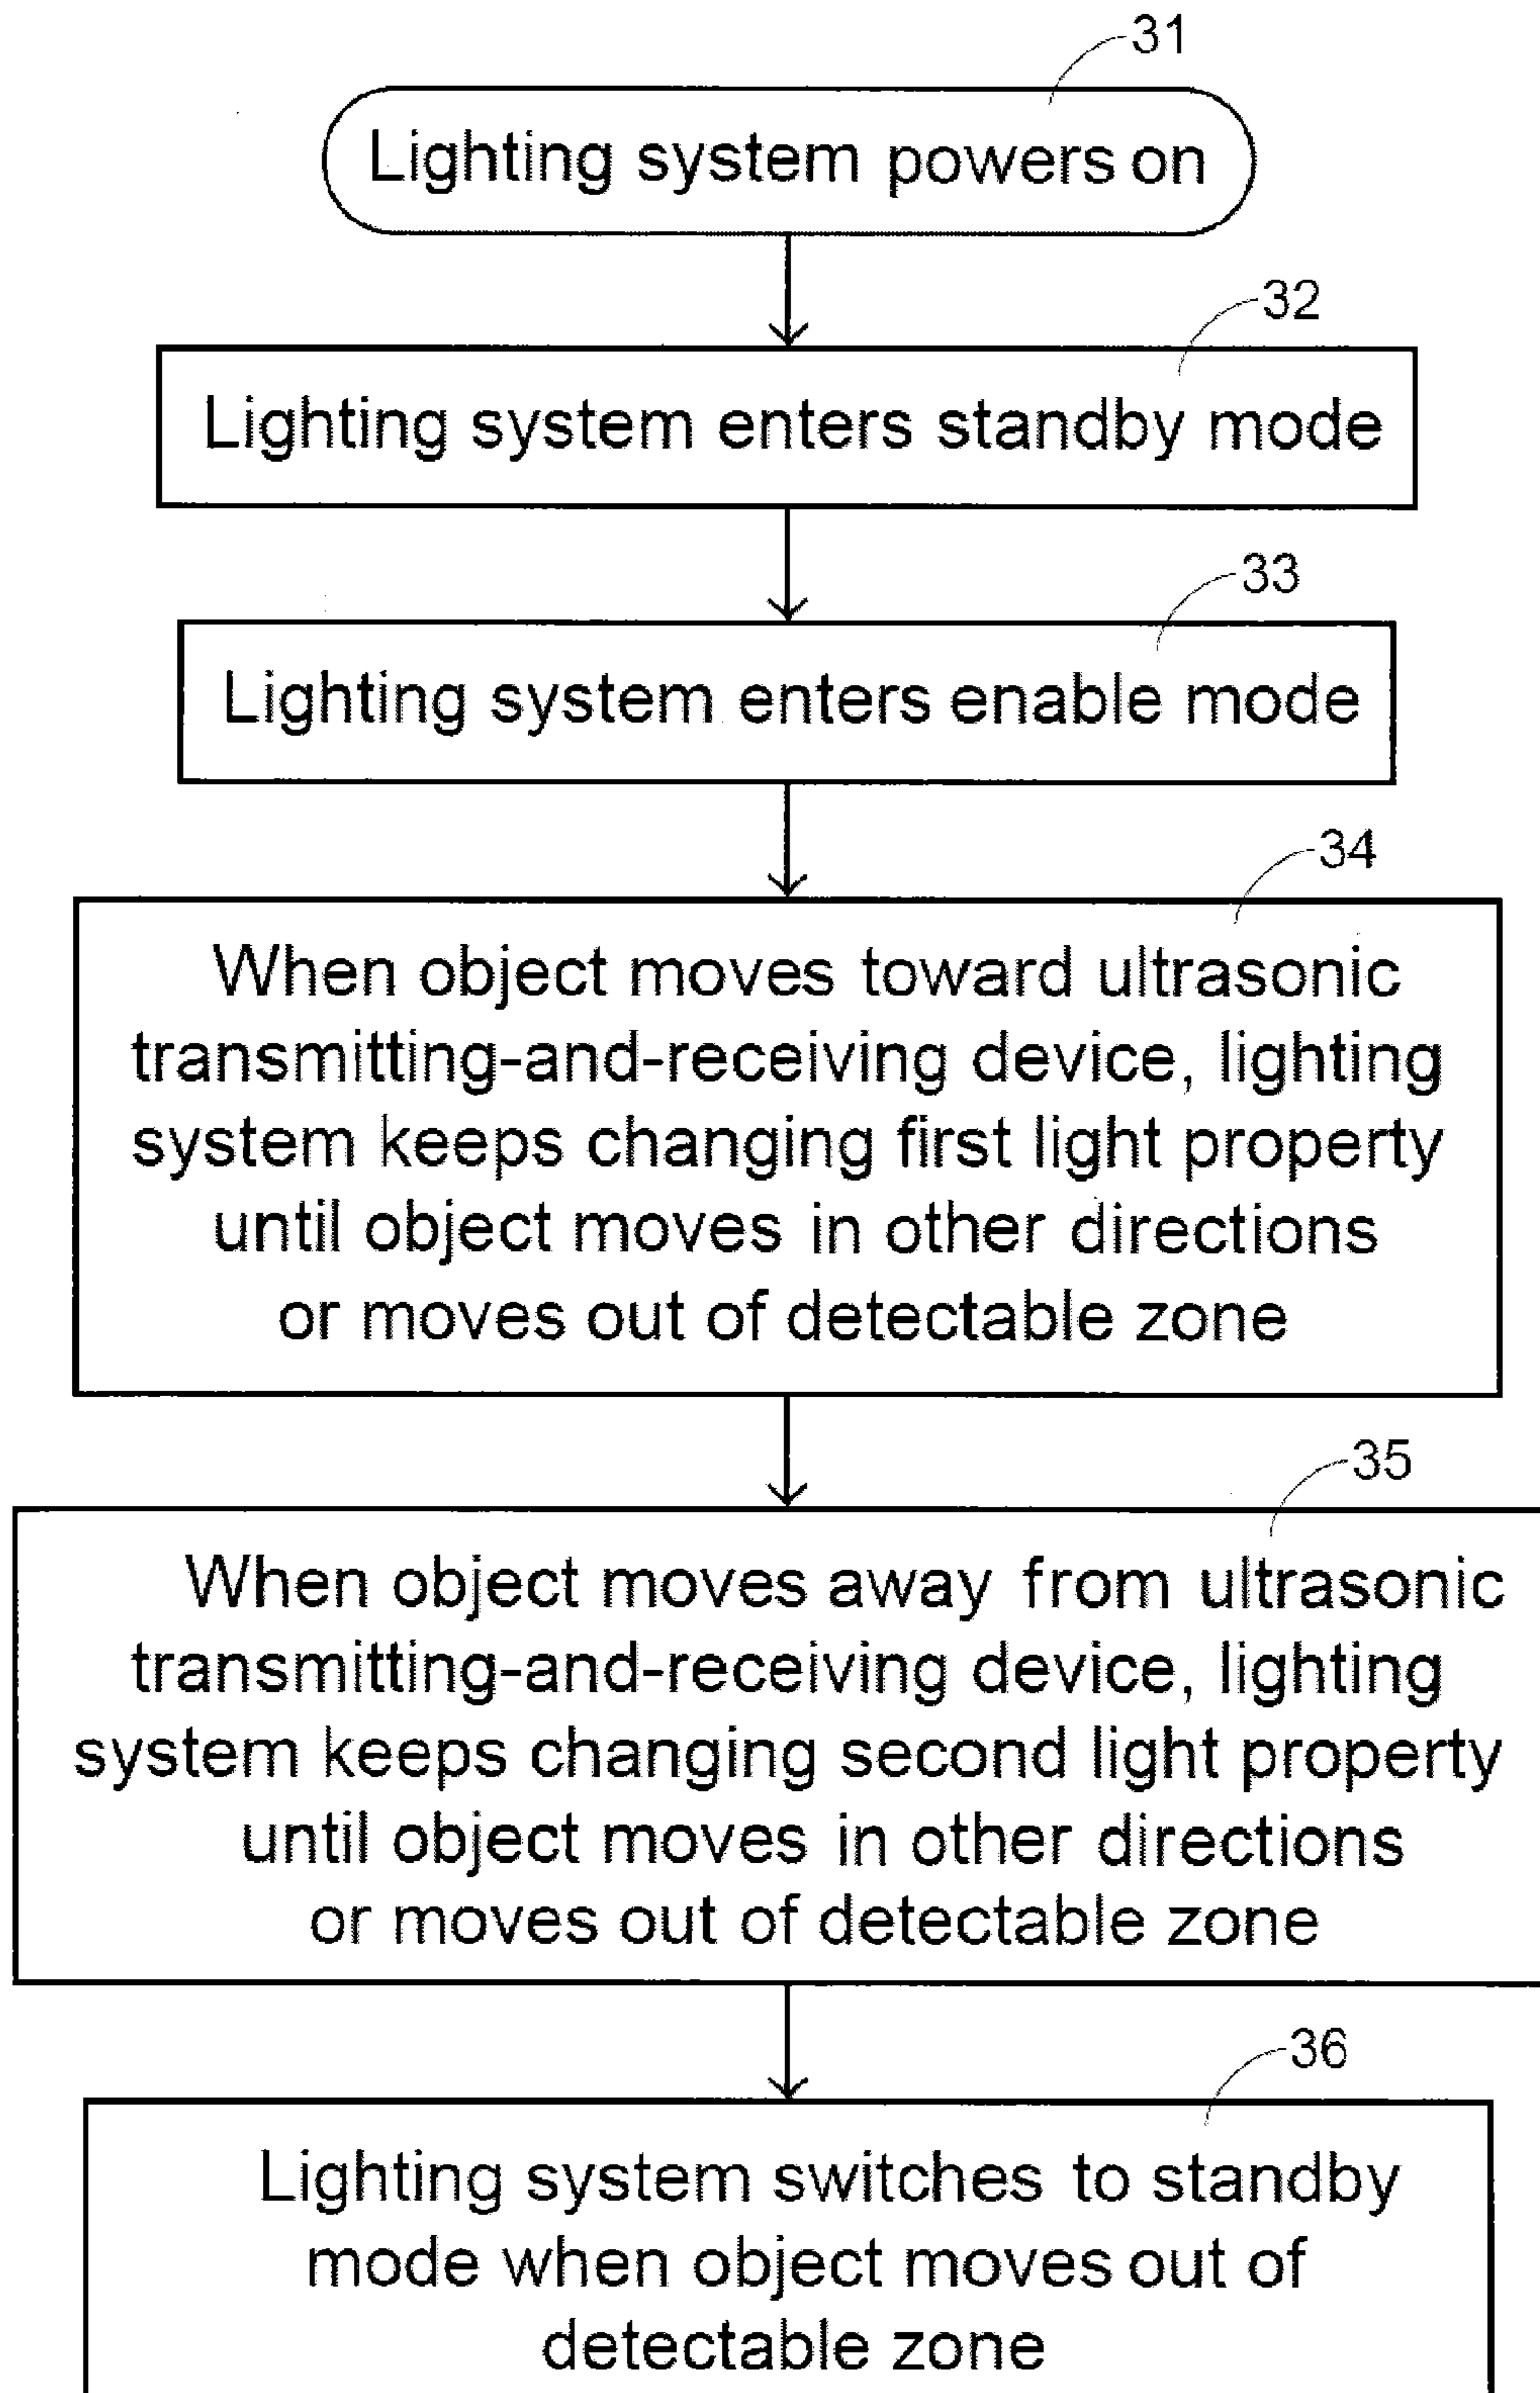 31
Lighting system powers on
32
Lighting system enters standby mode
33
Lighting system enters enable mode
34
When object moves toward ultrasonic
transmitting-and-receiving device, lighting
system keeps changing first light property
until object moves in other directions
or moves out of detectable zone
35
When object moves away from ultrasonic
transmitting-and-receiving device, lighting
system keeps changing second light property
until object moves in other directions
or moves out of detectable zone
36
Lighting system switches to standby
mode when object moves out of
detectable zone